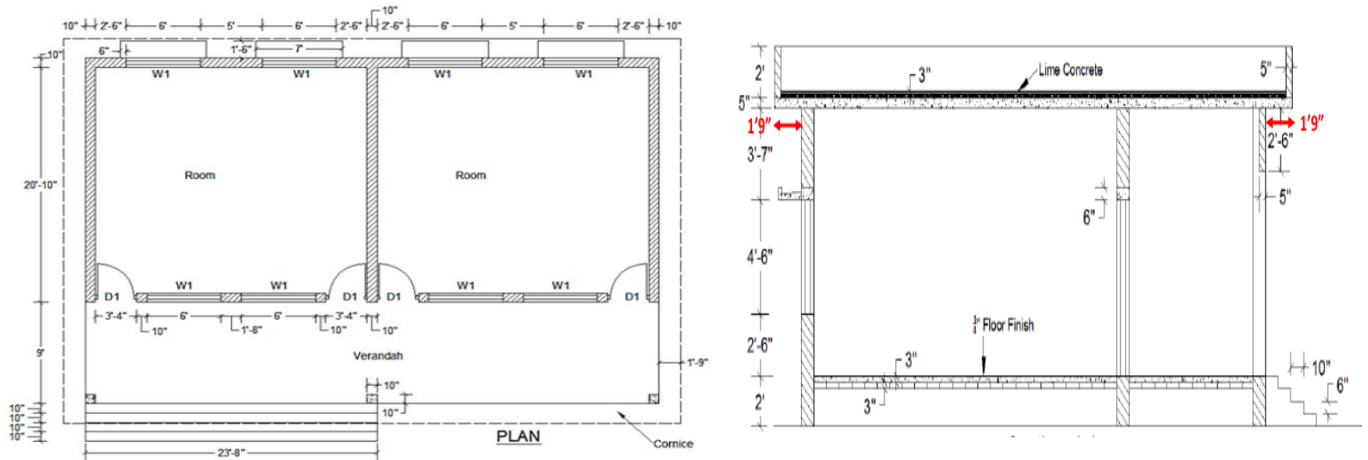 10"
10" 2'-6" 6' 5' 6' 2'-6" 2'-6" 6' 5' 6' 2'-6" 10"
10" 6" 1'-6" 7'
W1 W1 W1 W1
20'-10"
Room Room
W1 W1 W1 W1
D1 D1 D1 D1
3'-4" 6' 6' 3'-4"
10" 1'-8" 10" 10"
9'
Verandah
1'-9"
10"
10"
10"
10"
10"
10"
PLAN
Cornice
23'-8"
2' 3" Lime Concrete 5"
5"
1'9" 1'9"
3'-7" 2'-6"
6" 5"
4'-6"
3/4" Floor Finish
2'-6" 3" 10"
6"
3"
2'